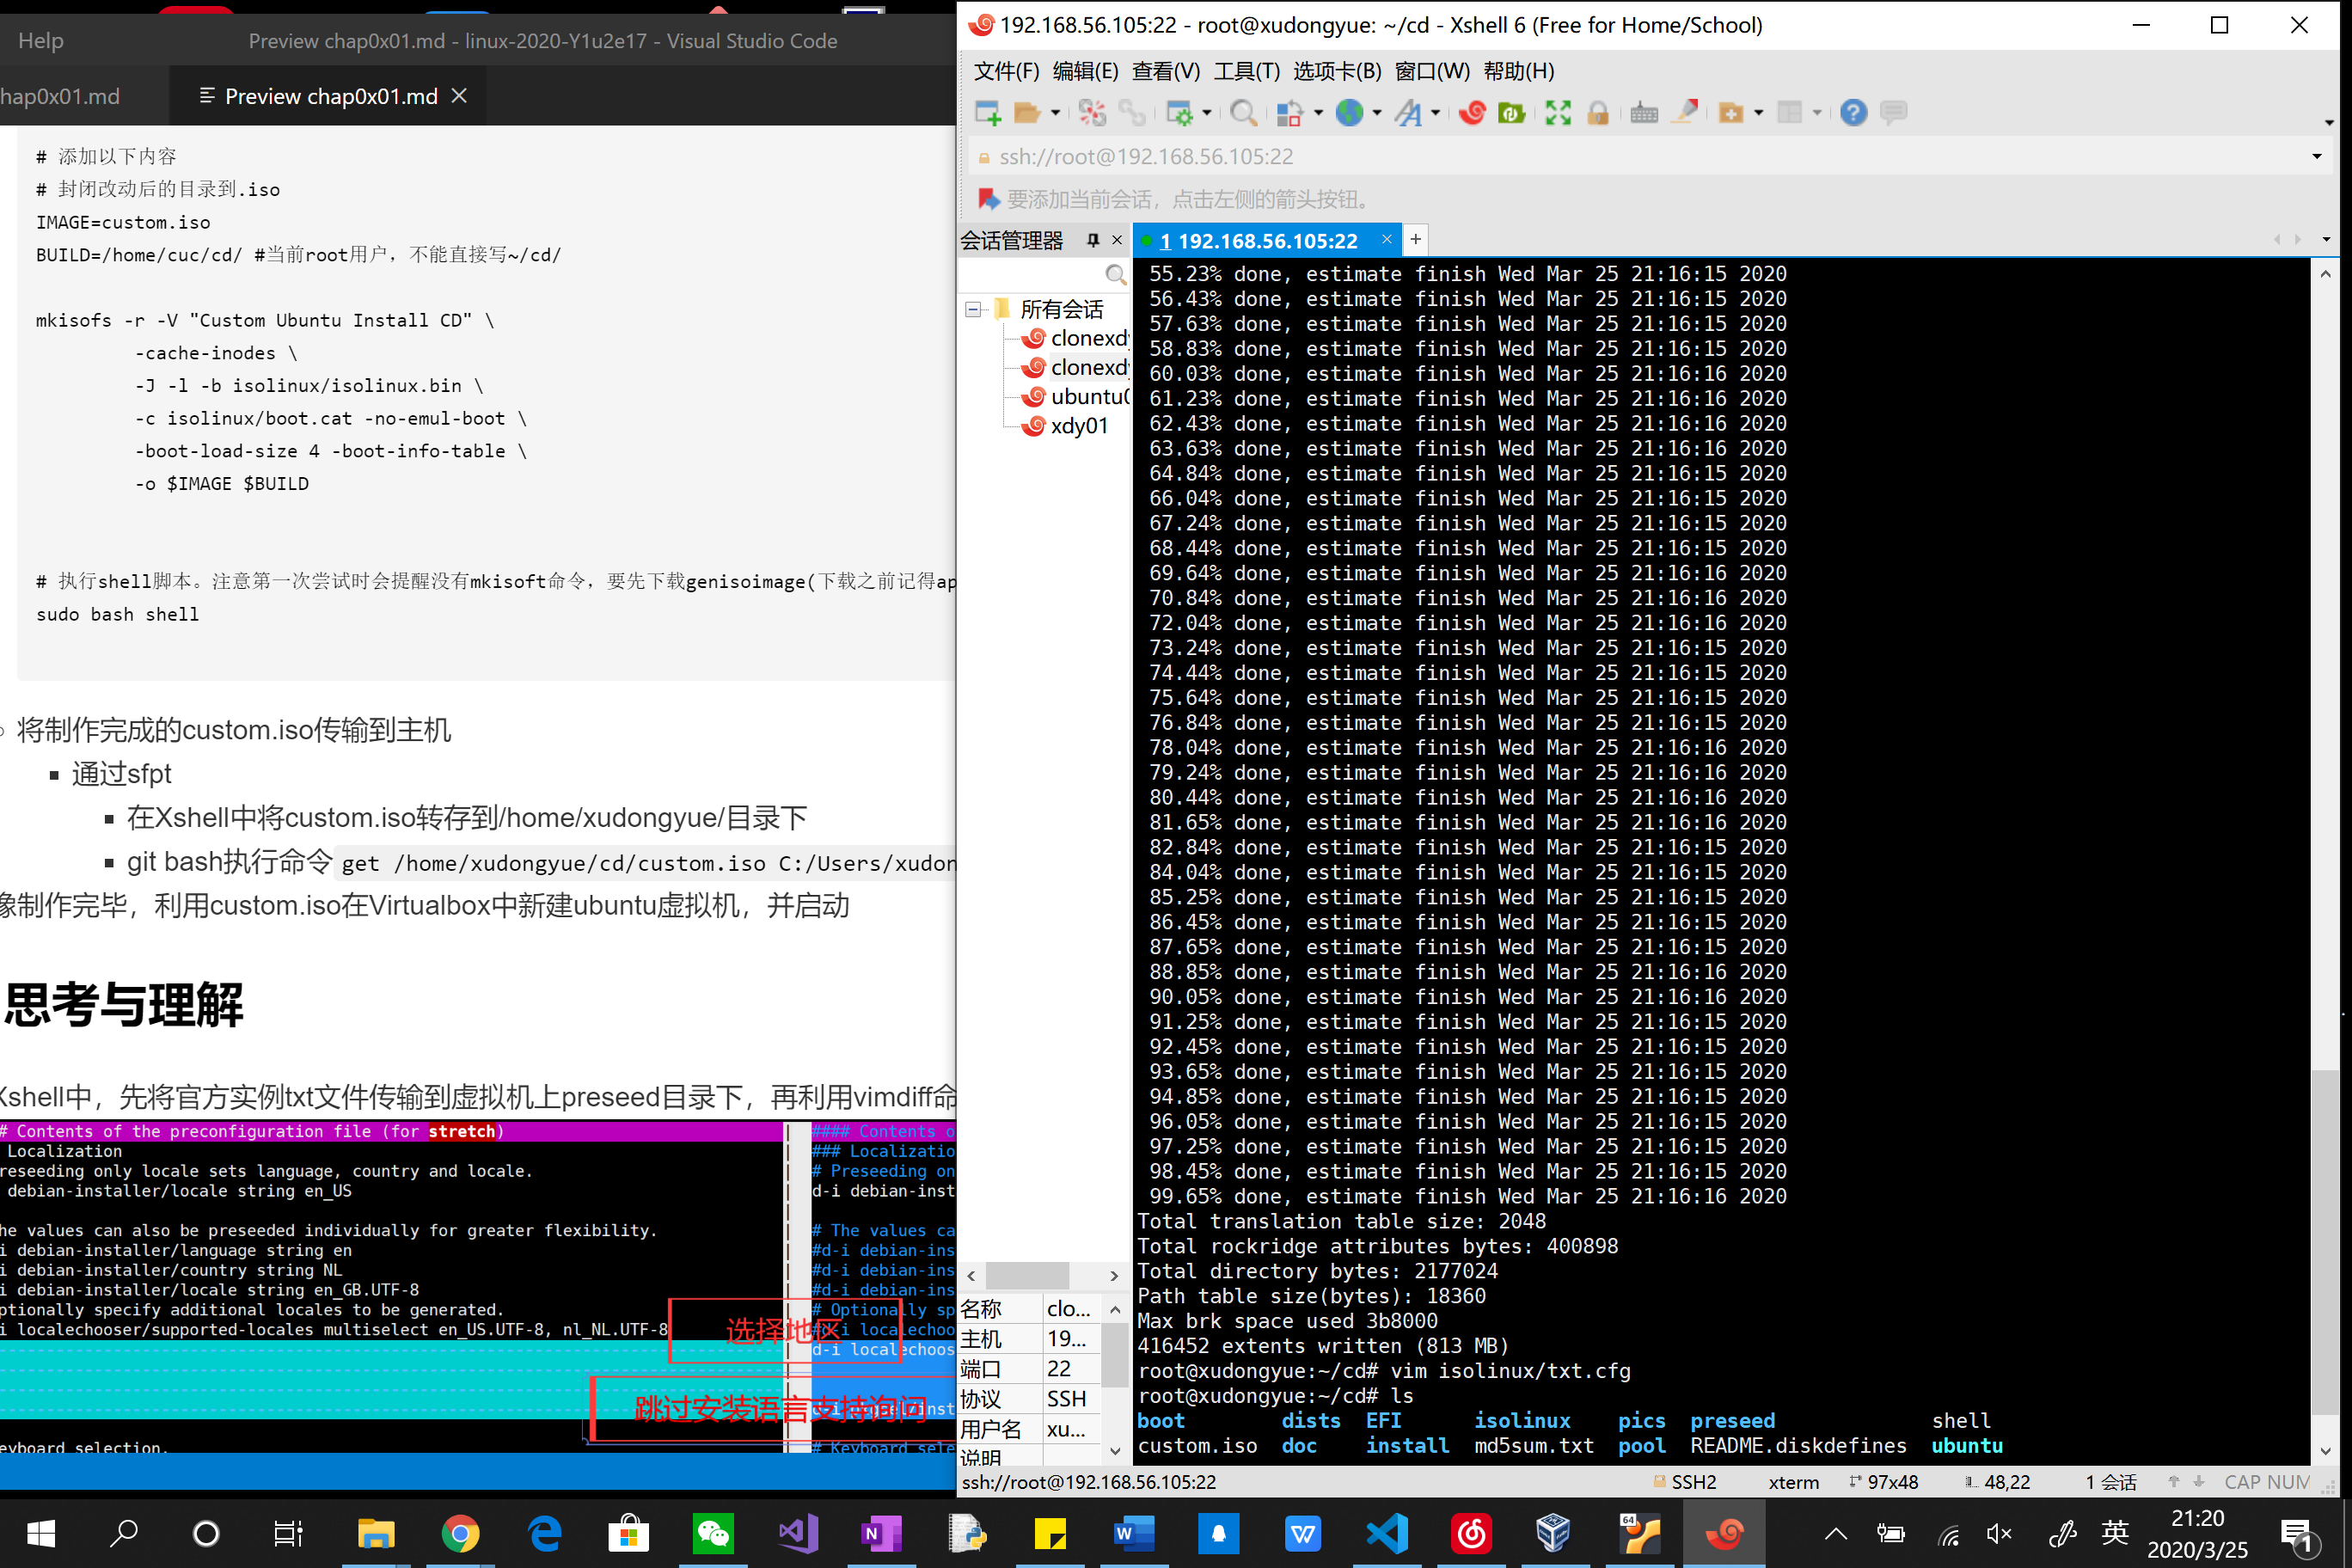 Help
Preview chap0x01.md - linux-2020-Y1u2e17 - Visual Studio Code
hap0x01.md
Preview chap0x01.md
# 添加以下内容
# 封闭改动后的目录到.iso
IMAGE=custom.iso
BUILD=/home/cuc/cd/ #当前root用户，不能直接写~/cd/
mkisofs -r -V "Custom Ubuntu Install CD" \
-cache-inodes \
-J -l -b isolinux/isolinux.bin \
-c isolinux/boot.cat -no-emul-boot \
-boot-load-size 4 -boot-info-table \
-o $IMAGE $BUILD
# 执行shell脚本。注意第一次尝试时会提醒没有mkisoft命令，要先下载genisoimage(下载之前记得ap
sudo bash shell
将制作完成的custom.iso传输到主机
通过sfpt
在Xshell中将custom.iso转存到/home/xudongyue/目录下
git bash执行命令 get /home/xudongyue/cd/custom.iso C:/Users/xudon
像制作完毕，利用custom.iso在Virtualbox中新建ubuntu虚拟机，并启动
思考与理解
Xshell中，先将官方实例txt文件传输到虚拟机上preseed目录下，再利用vimdiff命
# Contents of the preconfiguration file (for stretch)
Localization
reseeding only locale sets language, country and locale.
debian-installer/locale string en_US
he values can also be preseeded individually for greater flexibility.
i debian-installer/language string en
i debian-installer/country string NL
i debian-installer/locale string en_GB.UTF-8
ptionally specify additional locales to be generated.
i localechooser/supported-locales multiselect en_US.UTF-8, nl_NL.UTF-8
eyboard selection.
#### Contents o
### Localizatio
# Preseeding on
d-i debian-inst
# The values ca
#d-i debian-ins
#d-i debian-ins
#d-i debian-ins
# Optionally sp
d-i localechoo
d-i localechoos
# Keyboard sele
选择地区
跳过安装语言支持询问
192.168.56.105:22 - root@xudongyue: ~/cd - Xshell 6 (Free for Home/School)
文件(F) 编辑(E) 查看(V) 工具(T) 选项卡(B) 窗口(W) 帮助(H)
ssh://root@192.168.56.105:22
要添加当前会话，点击左侧的箭头按钮。
会话管理器
1 192.168.56.105:22
所有会话
clonexdy
clonexdy
ubuntu0
xdy01
名称 clo...
主机 19...
端口 22
协议 SSH
用户名 xu...
说明
55.23% done, estimate finish Wed Mar 25 21:16:15 2020
56.43% done, estimate finish Wed Mar 25 21:16:15 2020
57.63% done, estimate finish Wed Mar 25 21:16:15 2020
58.83% done, estimate finish Wed Mar 25 21:16:15 2020
60.03% done, estimate finish Wed Mar 25 21:16:16 2020
61.23% done, estimate finish Wed Mar 25 21:16:16 2020
62.43% done, estimate finish Wed Mar 25 21:16:16 2020
63.63% done, estimate finish Wed Mar 25 21:16:16 2020
64.84% done, estimate finish Wed Mar 25 21:16:15 2020
66.04% done, estimate finish Wed Mar 25 21:16:15 2020
67.24% done, estimate finish Wed Mar 25 21:16:15 2020
68.44% done, estimate finish Wed Mar 25 21:16:15 2020
69.64% done, estimate finish Wed Mar 25 21:16:16 2020
70.84% done, estimate finish Wed Mar 25 21:16:16 2020
72.04% done, estimate finish Wed Mar 25 21:16:16 2020
73.24% done, estimate finish Wed Mar 25 21:16:15 2020
74.44% done, estimate finish Wed Mar 25 21:16:15 2020
75.64% done, estimate finish Wed Mar 25 21:16:15 2020
76.84% done, estimate finish Wed Mar 25 21:16:15 2020
78.04% done, estimate finish Wed Mar 25 21:16:16 2020
79.24% done, estimate finish Wed Mar 25 21:16:16 2020
80.44% done, estimate finish Wed Mar 25 21:16:16 2020
81.65% done, estimate finish Wed Mar 25 21:16:15 2020
82.84% done, estimate finish Wed Mar 25 21:16:15 2020
84.04% done, estimate finish Wed Mar 25 21:16:15 2020
85.25% done, estimate finish Wed Mar 25 21:16:15 2020
86.45% done, estimate finish Wed Mar 25 21:16:16 2020
87.65% done, estimate finish Wed Mar 25 21:16:16 2020
88.85% done, estimate finish Wed Mar 25 21:16:16 2020
90.05% done, estimate finish Wed Mar 25 21:16:15 2020
91.25% done, estimate finish Wed Mar 25 21:16:15 2020
92.45% done, estimate finish Wed Mar 25 21:16:15 2020
93.65% done, estimate finish Wed Mar 25 21:16:15 2020
94.85% done, estimate finish Wed Mar 25 21:16:16 2020
96.05% done, estimate finish Wed Mar 25 21:16:16 2020
97.25% done, estimate finish Wed Mar 25 21:16:15 2020
98.45% done, estimate finish Wed Mar 25 21:16:15 2020
99.65% done, estimate finish Wed Mar 25 21:16:16 2020
Total translation table size: 2048
Total rockridge attributes bytes: 400898
Total directory bytes: 2177024
Path table size(bytes): 18360
Max brk space used 3b8000
416452 extents written (813 MB)
root@xudongyue:~/cd# vim isolinux/txt.cfg
root@xudongyue:~/cd# ls
boot dists EFI isolinux pics preseed shell
custom.iso doc install md5sum.txt pool README.diskdefines ubuntu
ssh://root@192.168.56.105:22 SSH2 xterm 97x48 48,22 1 会话 CAP NUM
英
21:20
2020/3/25
1